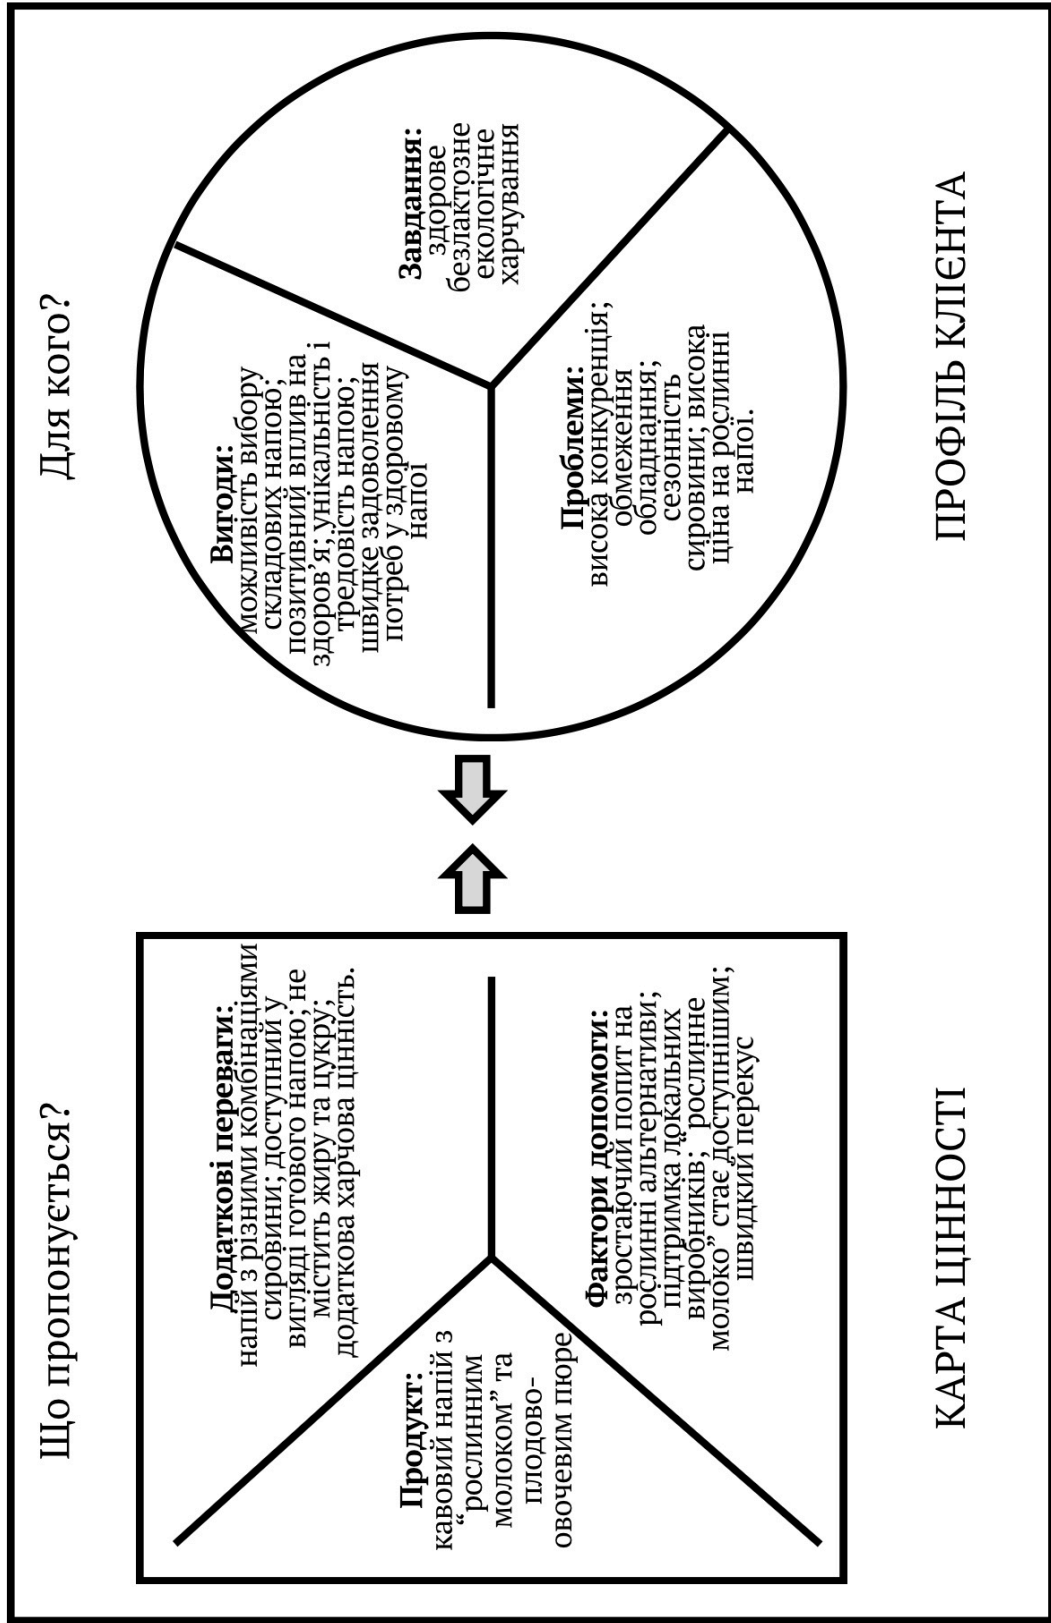 Що пропонується?
Для кого?
Додаткові переваги:
напій з різними комбінаціями
сировини; доступний у
вигляді готового напою; не
містить жиру та цукру;
додаткова харчова цінність.
Продукт:
кавовий напій з
“рослинним
молоком” та
плодово-
овочевим пюре
Фактори допомоги:
зростаючий попит на
рослинні альтернативи;
підтримка локальних
виробників; “рослинне
молоко” стає доступнішим;
швидкий перекус
Вигоди:
можливість вибору
складових напою;
позитивний вплив на
здоров’я; унікальність і
тредовість напою;
швидке задоволення
потреб у здоровому
напої
Завдання:
здорове
безлактозне
екологічне
харчування
Проблеми:
висока конкуренція;
обмеження
обладнання;
сезонність
сировини; висока
ціна на рослинні
напої.
КАРТА ЦІННОСТІ
ПРОФІЛЬ КЛІЄНТА